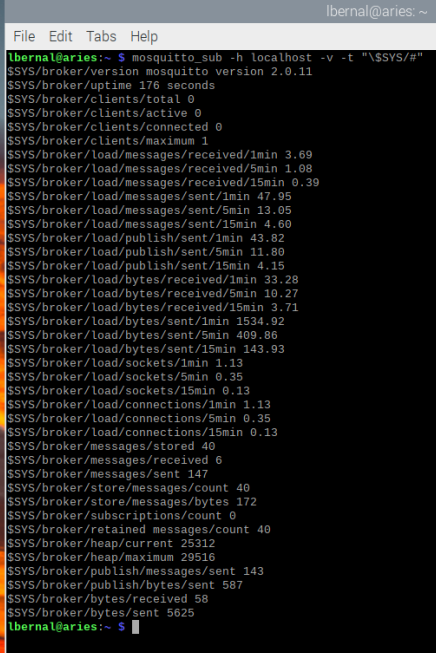 lbernal@aries: ~
File Edit Tabs Help
lbernal@aries:~ $ mosquitto_sub -h localhost -v -t "\$SYS/#"
$SYS/broker/version mosquitto version 2.0.11
$SYS/broker/uptime 176 seconds
$SYS/broker/clients/total 0
$SYS/broker/clients/active 0
$SYS/broker/clients/connected 0
$SYS/broker/clients/maximum 1
$SYS/broker/load/messages/received/1min 3.69
$SYS/broker/load/messages/received/5min 1.08
$SYS/broker/load/messages/received/15min 0.39
$SYS/broker/load/messages/sent/1min 47.95
$SYS/broker/load/messages/sent/5min 13.05
$SYS/broker/load/messages/sent/15min 4.60
$SYS/broker/load/publish/sent/1min 43.82
$SYS/broker/load/publish/sent/5min 11.80
$SYS/broker/load/publish/sent/15min 4.15
$SYS/broker/load/bytes/received/1min 33.28
$SYS/broker/load/bytes/received/5min 10.27
$SYS/broker/load/bytes/received/15min 3.71
$SYS/broker/load/bytes/sent/1min 1534.92
$SYS/broker/load/bytes/sent/5min 409.86
$SYS/broker/load/bytes/sent/15min 143.93
$SYS/broker/load/sockets/1min 1.13
$SYS/broker/load/sockets/5min 0.35
$SYS/broker/load/sockets/15min 0.13
$SYS/broker/load/connections/1min 1.13
$SYS/broker/load/connections/5min 0.35
$SYS/broker/load/connections/15min 0.13
$SYS/broker/messages/stored 40
$SYS/broker/messages/received 6
$SYS/broker/messages/sent 147
$SYS/broker/store/messages/count 40
$SYS/broker/store/messages/bytes 172
$SYS/broker/subscriptions/count 0
$SYS/broker/retained messages/count 40
$SYS/broker/heap/current 25312
$SYS/broker/heap/maximum 29516
$SYS/broker/publish/messages/sent 143
$SYS/broker/publish/bytes/sent 587
$SYS/broker/bytes/received 58
$SYS/broker/bytes/sent 5625
lbernal@aries:~ $